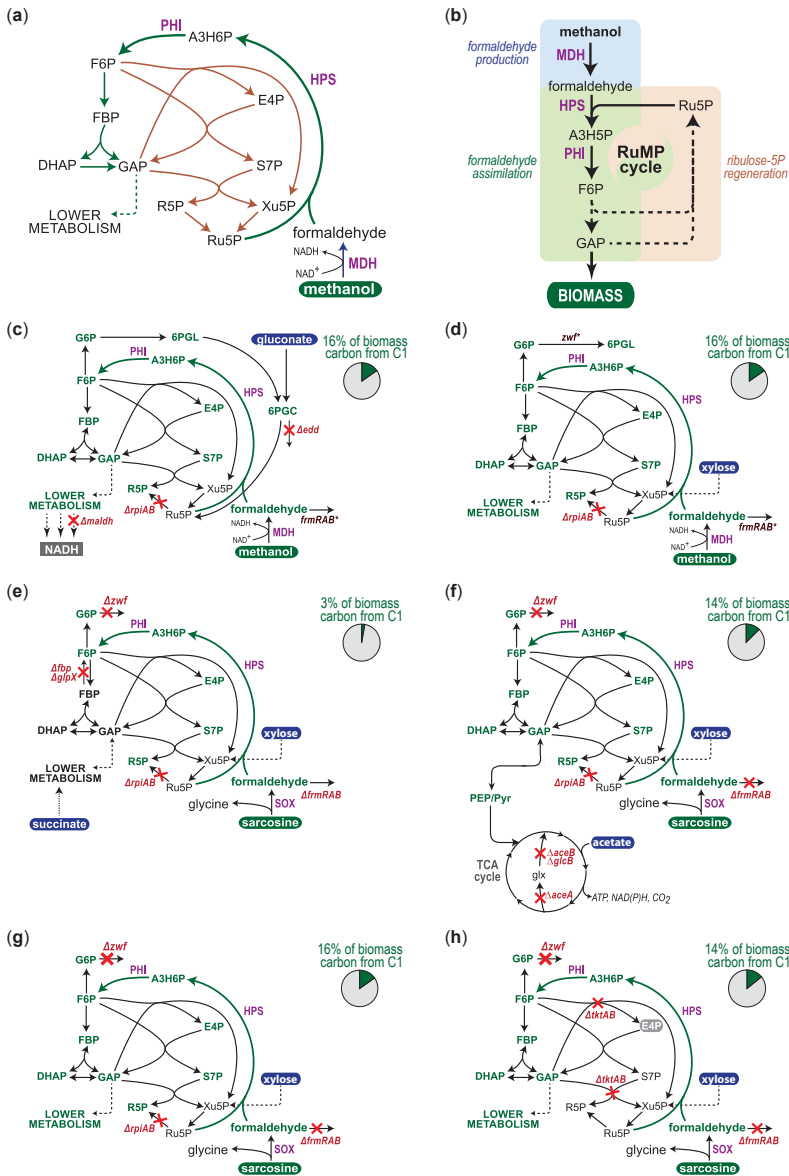 (a)
PHI
A3H6P
HPS
F6P
E4P
FBP
DHAP
GAP
S7P
R5P
Xu5P
LOWER
METABOLISM
Ru5P
formaldehyde
NADH
NAD+
MDH
methanol
(b)
methanol
formaldehyde
production
MDH
formaldehyde
HPS
Ru5P
A3H5P
PHI
RuMP
cycle
formaldehyde
assimilation
ribulose-5P
regeneration
F6P
GAP
BIOMASS
(c)
G6P
6PGL
gluconate
16% of biomass
carbon from C1
PHI
A3H6P
F6P
HPS
E4P
6PGC
FBP
Δedd
DHAP
GAP
S7P
R5P
Xu5P
LOWER
METABOLISM
ΔrpiAB
Ru5P
formaldehyde
frmRAB*
Δmaldh
NADH
NADH
NAD+
MDH
methanol
(d)
G6P
zwf*
6PGL
16% of biomass
carbon from C1
PHI
A3H6P
F6P
HPS
E4P
FBP
DHAP
GAP
S7P
xylose
R5P
Xu5P
LOWER
METABOLISM
ΔrpiAB
Ru5P
formaldehyde
frmRAB*
NADH
NAD+
MDH
methanol
(e)
Δzwf
G6P
3% of biomass
carbon from C1
PHI
A3H6P
F6P
HPS
Δfbp
ΔglpX
E4P
FBP
DHAP
GAP
S7P
xylose
R5P
Xu5P
LOWER
METABOLISM
ΔrpiAB
Ru5P
formaldehyde
ΔfrmRAB
glycine
SOX
succinate
sarcosine
(f)
Δzwf
G6P
14% of biomass
carbon from C1
PHI
A3H6P
F6P
HPS
E4P
FBP
DHAP
GAP
S7P
xylose
R5P
Xu5P
ΔrpiAB
Ru5P
formaldehyde
ΔfrmRAB
PEP/Pyr
glycine
SOX
sarcosine
acetate
ΔaceB
ΔglcB
TCA
cycle
glx
ΔaceA
ATP, NAD(P)H, CO2
(g)
Δzwf
G6P
16% of biomass
carbon from C1
PHI
A3H6P
F6P
HPS
E4P
FBP
DHAP
GAP
S7P
xylose
R5P
Xu5P
LOWER
METABOLISM
ΔrpiAB
Ru5P
formaldehyde
ΔfrmRAB
glycine
SOX
sarcosine
(h)
Δzwf
G6P
14% of biomass
carbon from C1
PHI
A3H6P
F6P
HPS
ΔtktAB
E4P
FBP
DHAP
GAP
S7P
ΔtktAB
xylose
R5P
Xu5P
LOWER
METABOLISM
Ru5P
formaldehyde
ΔfrmRAB
glycine
SOX
sarcosine